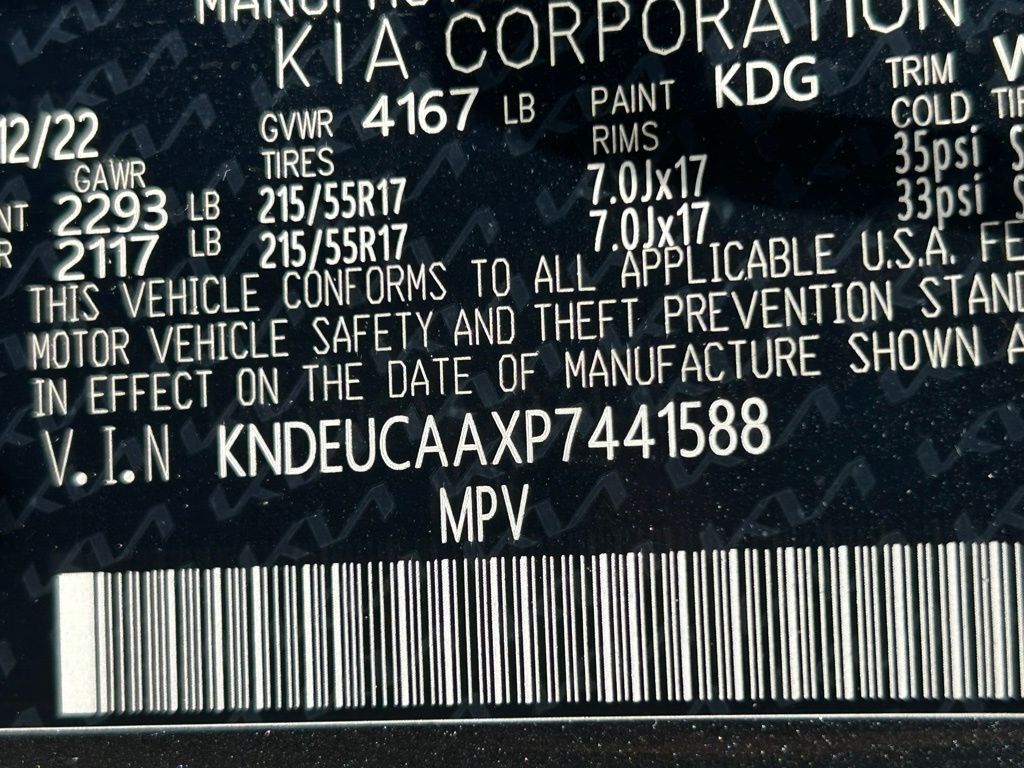 KIA CORPORATION
12/22 GVWR 4167 LB PAINT KDG TRIM
GAWR TIRES RIMS COLD
2293 LB 215/55R17 7.0Jx17 35psi
2117 LB 215/55R17 7.0Jx17 33psi
THIS VEHICLE CONFORMS TO ALL APPLICABLE U.S.A.
MOTOR VEHICLE SAFETY AND THEFT PREVENTION
IN EFFECT ON THE DATE OF MANUFACTURE SHOWN
V.I.N KNDEUCAAXP7441588
MPV